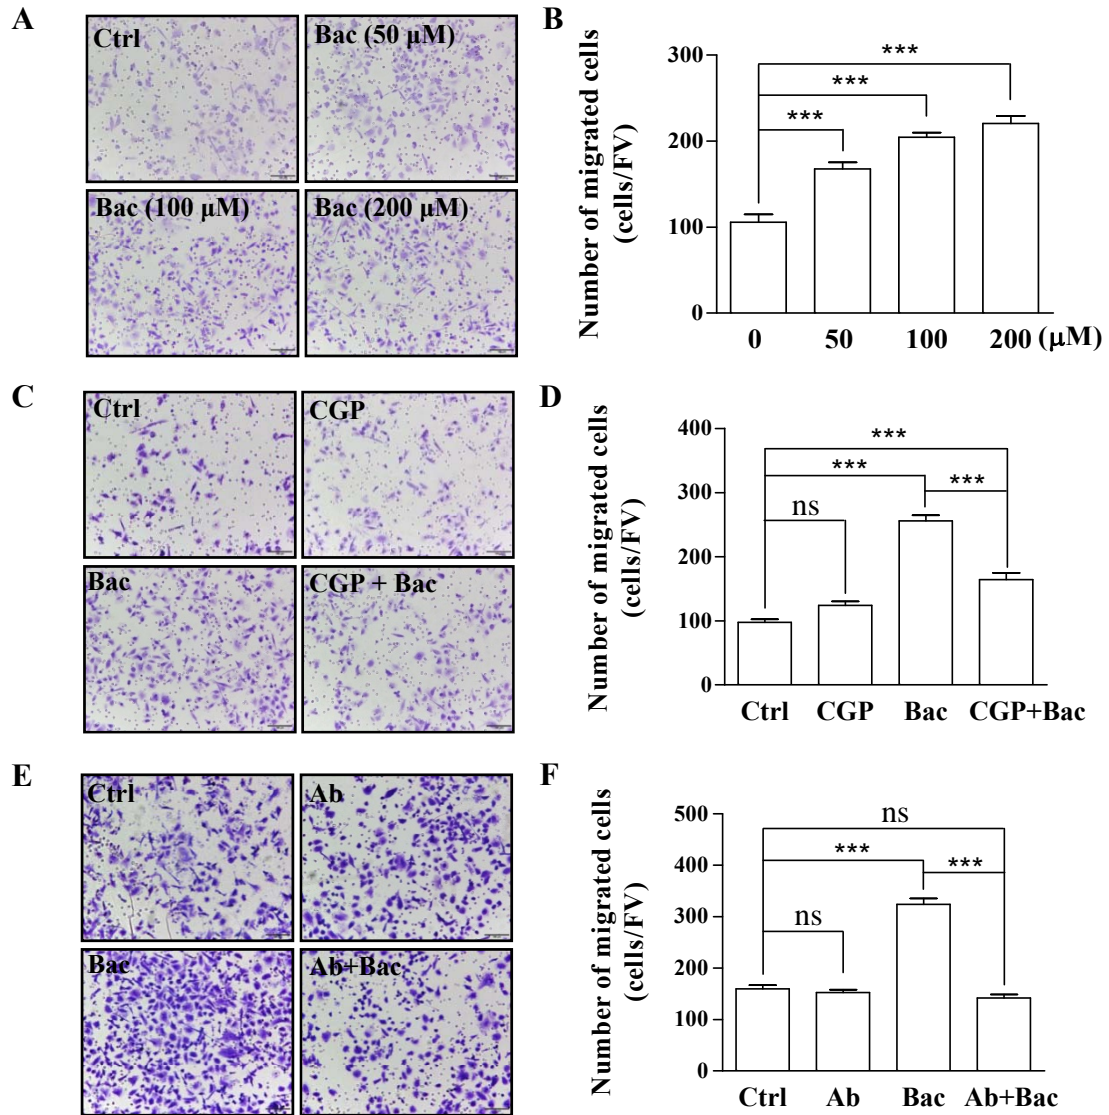 A
Ctrl
Bac (50 μM)
Bac (100 μM)
Bac (200 μM)
B
Number of migrated cells
(cells/FV)
300
200
100
0
***
***
***
0 50 100 200 (μM)
C
Ctrl
CGP
Bac
CGP + Bac
D
Number of migrated cells
(cells/FV)
400
300
200
100
0
***
***
***
ns
Ctrl CGP Bac CGP+Bac
E
Ctrl
Ab
Bac
Ab+Bac
F
Number of migrated cells
(cells/FV)
500
400
300
200
100
0
ns
***
***
ns
Ctrl Ab Bac Ab+Bac